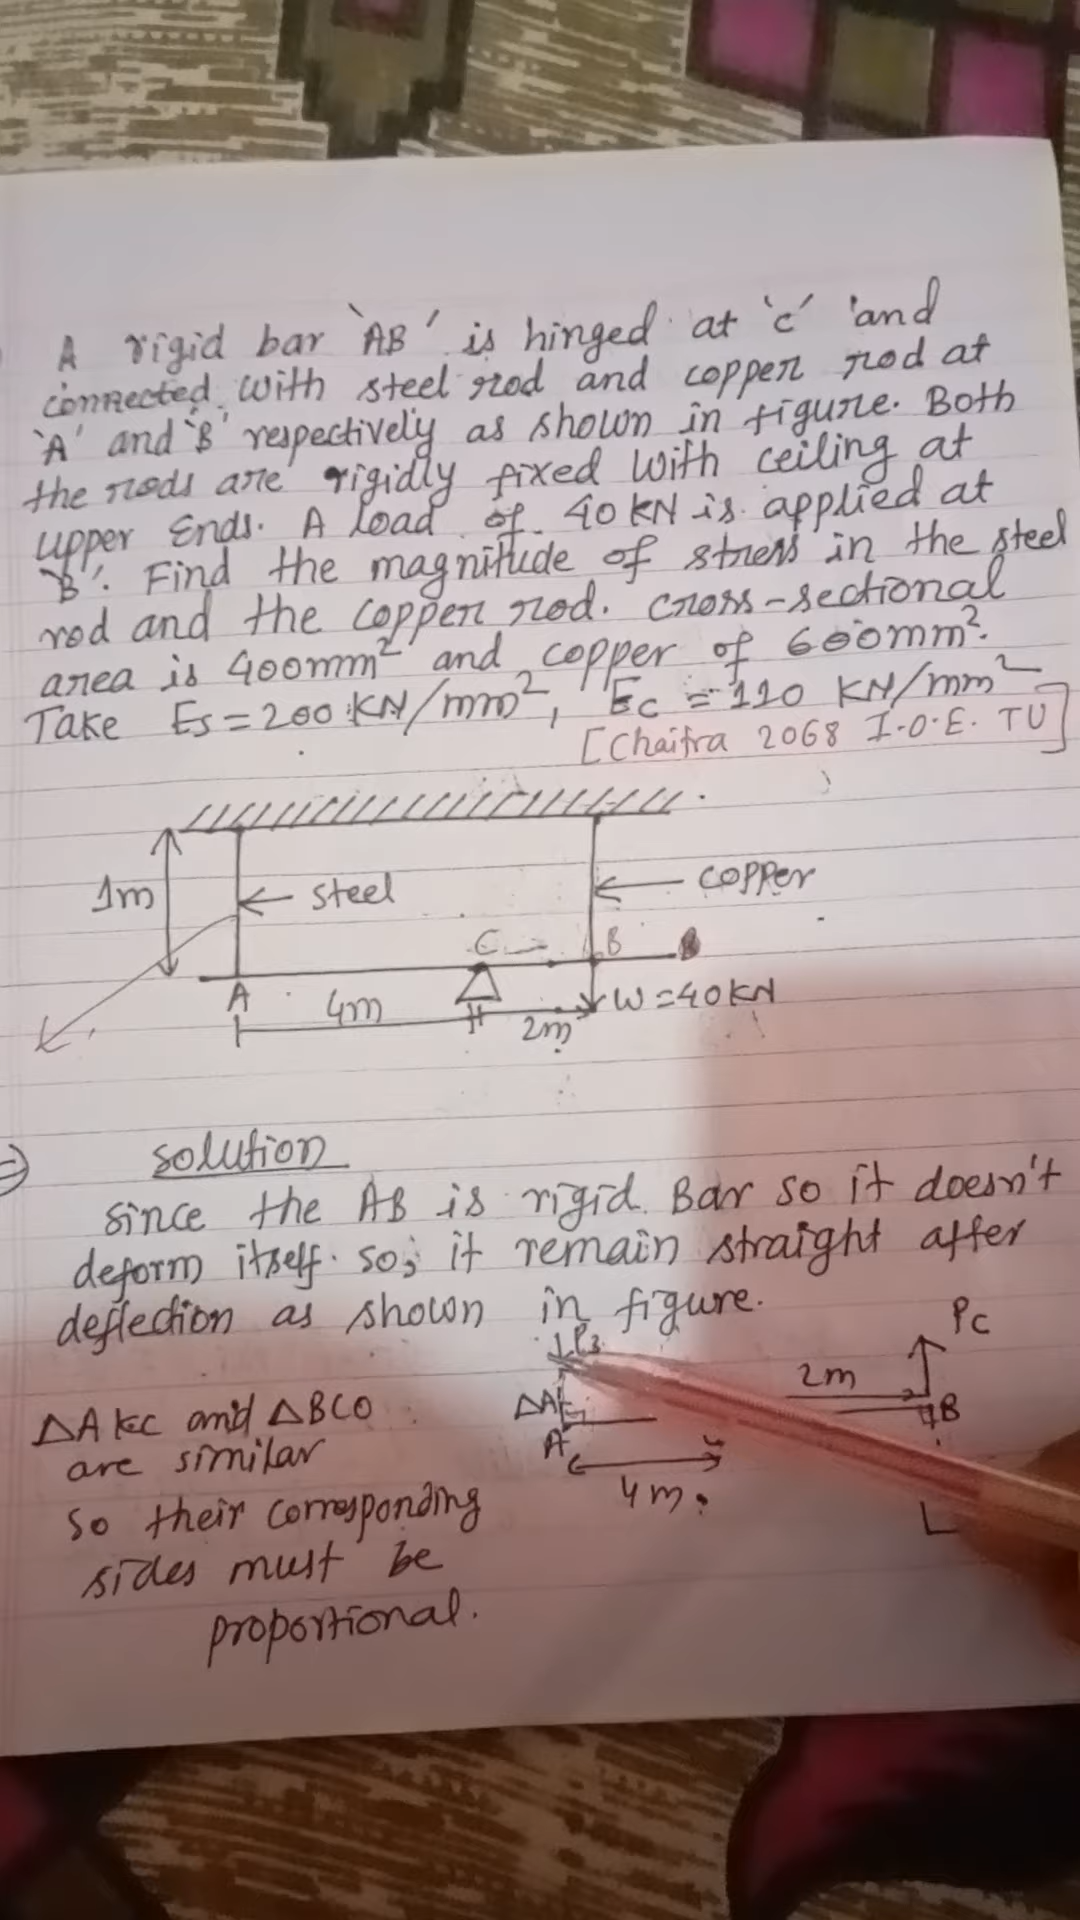 A rigid bar `AB' is hinged at 'c' 'and
connected with steel rod and copper rod at
`A' and `B' respectively as shown in figure. Both
the rods are rigidly fixed with ceiling at
upper Ends. A load of 40 kN is applied at
`B'. Find the magnitude of stress in the steel
rod and the copper rod. cross-sectional
area is 400mm² and copper of 600mm².
Take Es = 200 KN/mm², Ec = 110 KN/mm²
[Chaitra 2068 I.O.E. TU]
1m
steel
copper
C
B
A
4m
2m
W=40KN
=)
solution
since the AB is rigid Bar so it doesn't
deform itself. so; it remain straight after
deflection as shown in figure.
Pc
2m
B
A
4m.
ΔAKC and ΔBCO
are similar
so their corresponding
sides must be
proportional.